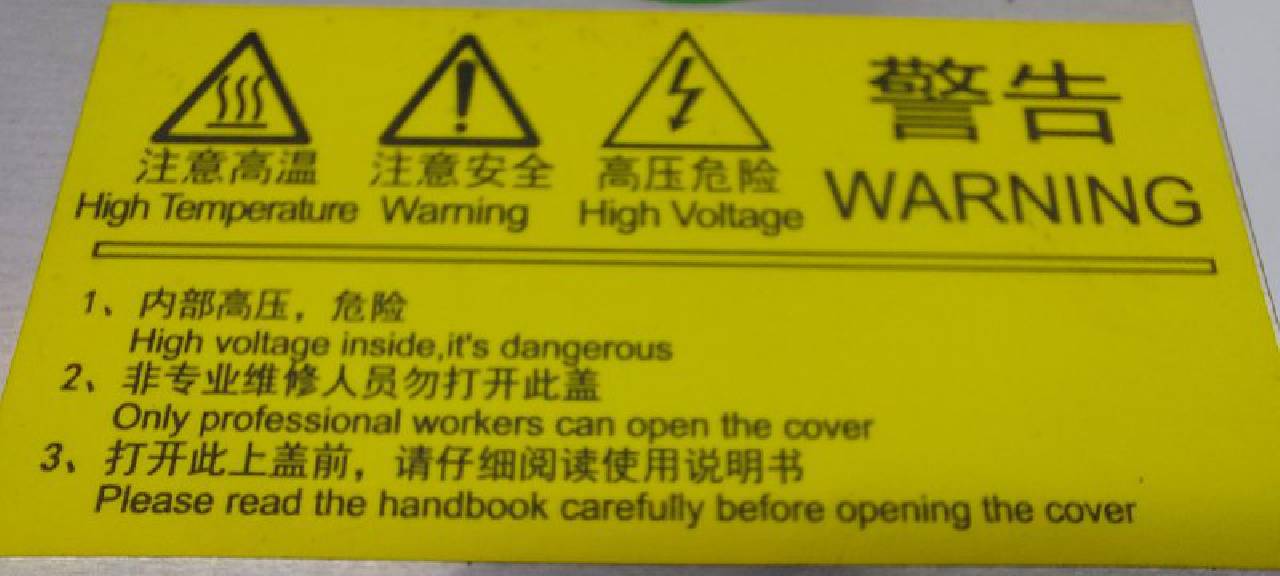 警告
注意高温 注意安全 高压危险
High Temperature Warning High Voltage WARNING
1、内部高压，危险
High voltage inside,it's dangerous
2、非专业维修人员勿打开此盖
Only professional workers can open the cover
3、打开此上盖前，请仔细阅读使用说明书
Please read the handbook carefully before opening the cover